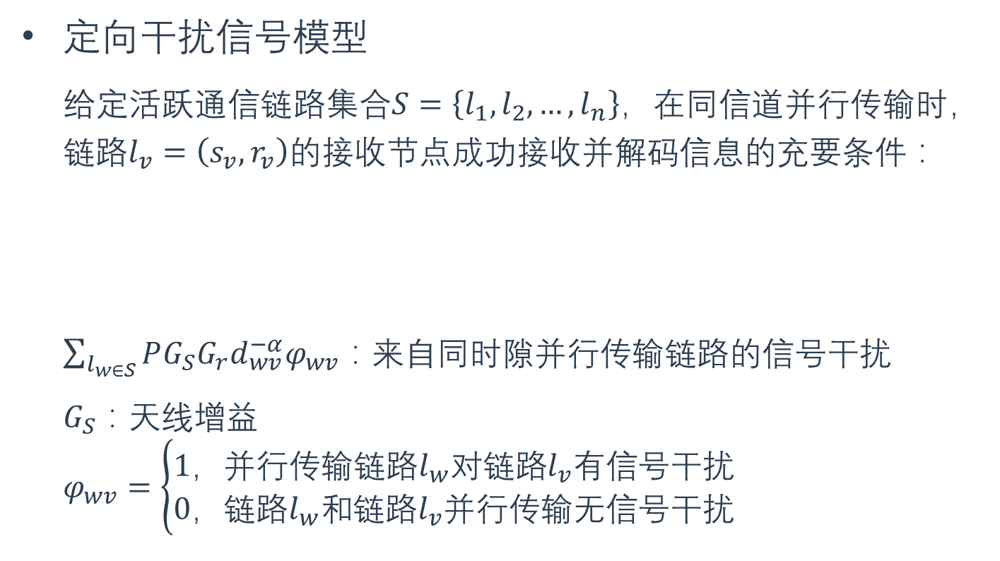 • 定向干扰信号模型
给定活跃通信链路集合$S = \{l_1, l_2, \ldots, l_n\}$，在同信道并行传输时，
链路$l_v = (s_v, r_v)$的接收节点成功接收并解码信息的充要条件：
$\sum_{l_w \in S} P G_S G_r d_{wv}^{-\alpha} \varphi_{wv}$：来自同时隙并行传输链路的信号干扰
$G_S$：天线增益
$\varphi_{wv} = \begin{cases} 1，并行传输链路l_w对链路l_v有信号干扰 \\ 0，链路l_w和链路l_v并行传输无信号干扰 \end{cases}$